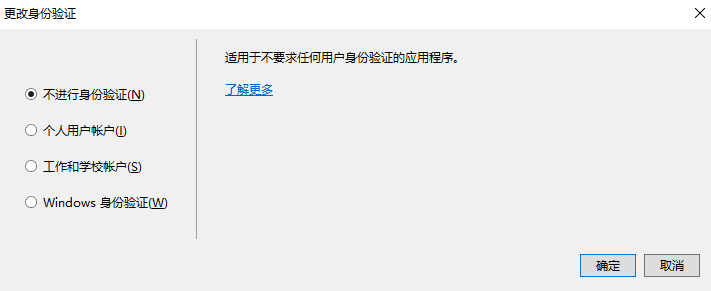 更改身份验证
适用于不要求任何用户身份验证的应用程序。
了解更多
不进行身份验证(N)
个人用户帐户(I)
工作和学校帐户(S)
Windows 身份验证(W)
确定
取消